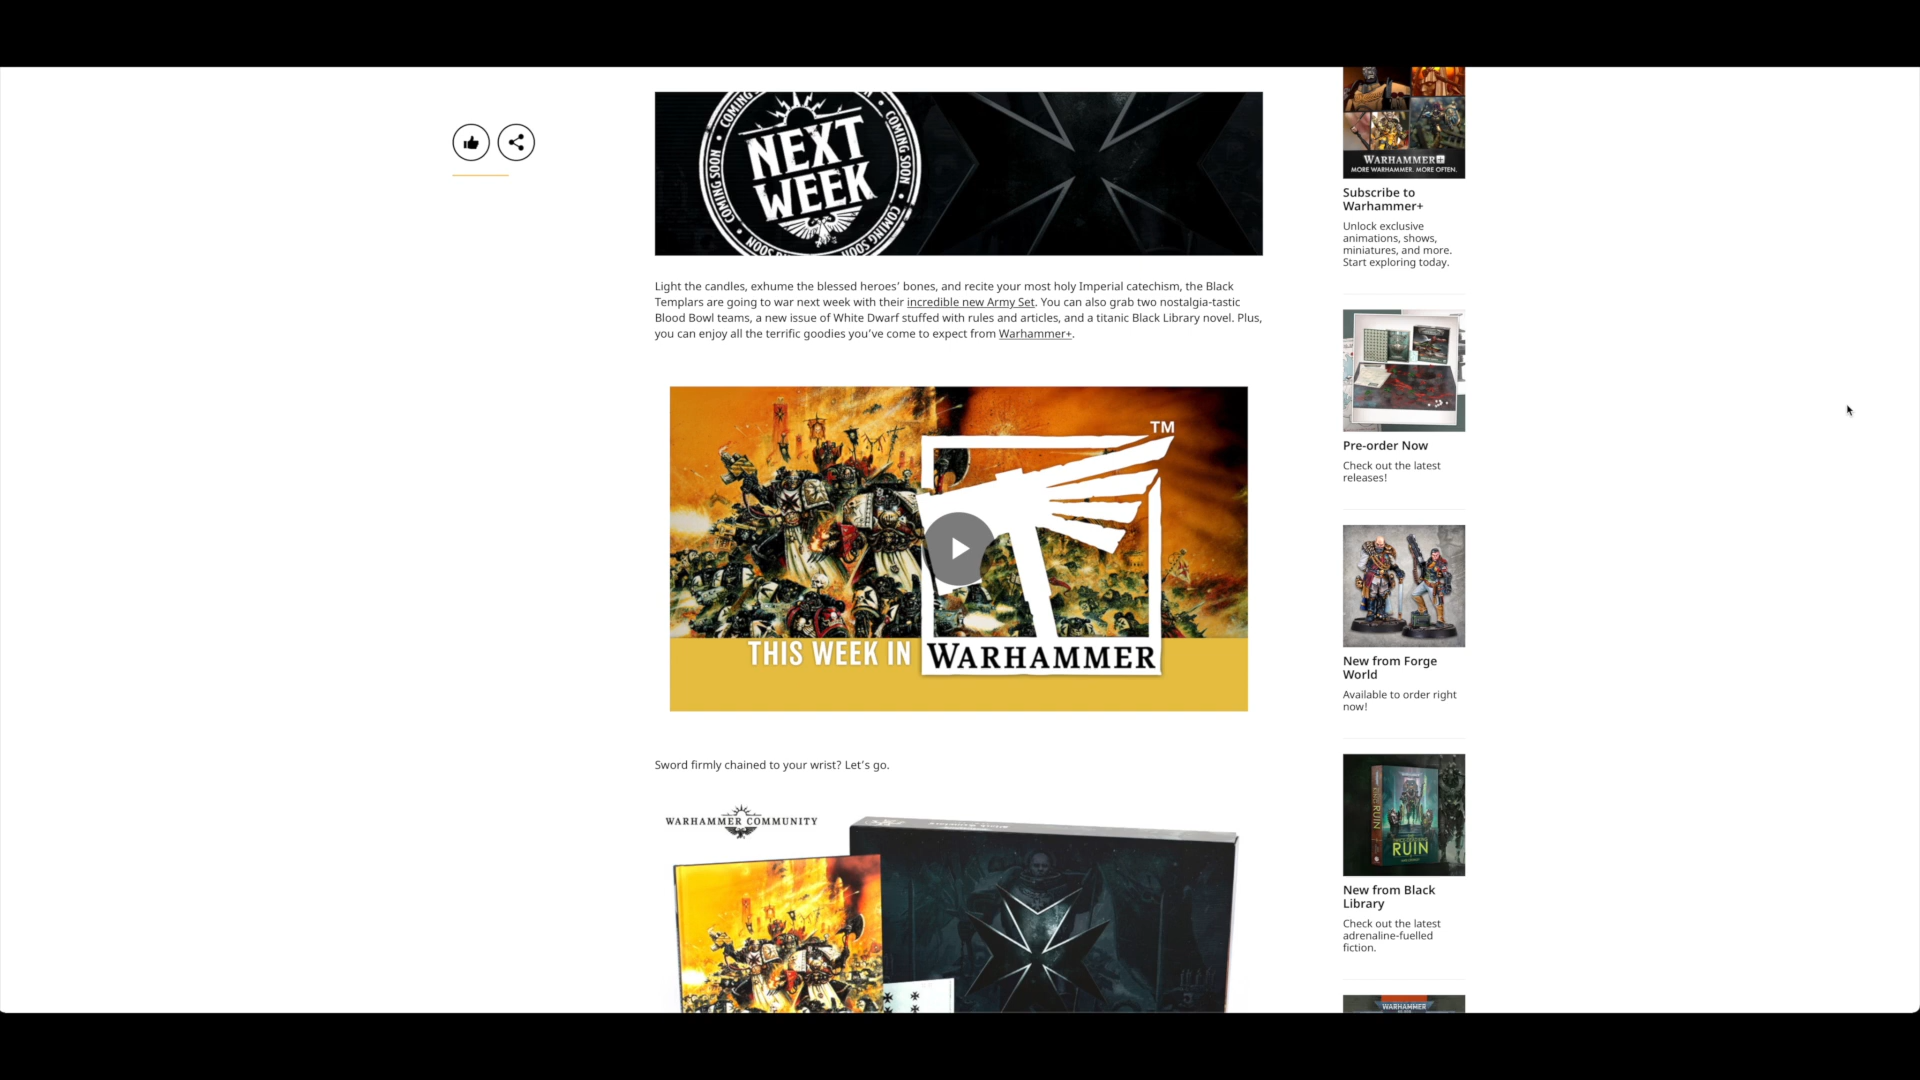 COMING SOON • COMING SOON
NEXT
WEEK
Light the candles, exhume the blessed heroes' bones, and recite your most holy Imperial catechism, the Black
Templars are going to war next week with their incredible new Army Set. You can also grab two nostalgia-tastic
Blood Bowl teams, a new issue of White Dwarf stuffed with rules and articles, and a titanic Black Library novel. Plus,
you can enjoy all the terrific goodies you've come to expect from Warhammer+.
TM
THIS WEEK IN WARHAMMER
Sword firmly chained to your wrist? Let's go.
WARHAMMER COMMUNITY
WARHAMMER+
MORE WARHAMMER. MORE OFTEN.
Subscribe to
Warhammer+
Unlock exclusive
animations, shows,
miniatures, and more.
Start exploring today.
Pre-order Now
Check out the latest
releases!
New from Forge
World
Available to order right
now!
RUIN
RUIN
New from Black
Library
Check out the latest
adrenaline-fuelled
fiction.
WARHAMMER